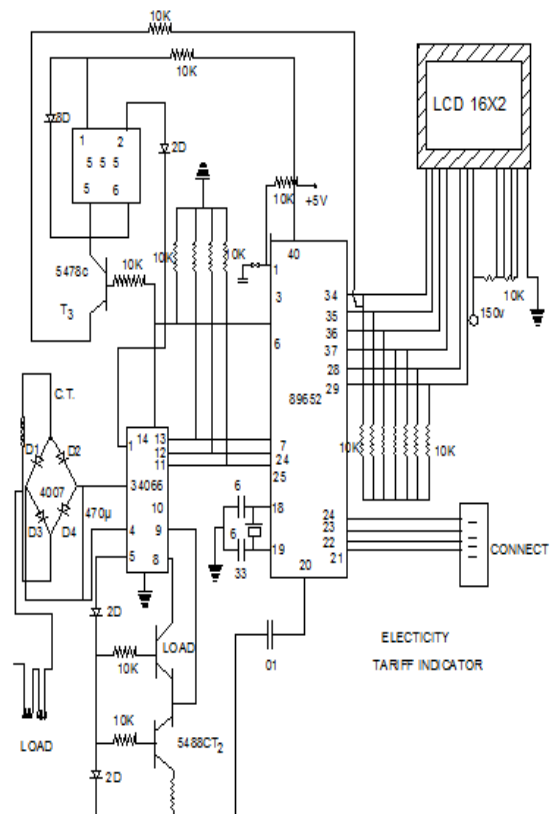 10K
10K
LCD 16X2
8D
1 2
5 5 5
5 6
2D
10K
+5V
40
1
5478c
10K
10K
10K
T3
3
6
34
35
36
37
28
29
10K
150v
89652
C.T.
D1 D2
4007
D3 D4
470µ
14 13
1 12
11
34066
10
4 9
5 8
7
24
25
6
18
6
19
33
20
10K
10K
24
23
22
21
CONNECT
2D
10K
LOAD
01
ELECTICITY
TARIFF INDICATOR
10K
5488CT2
LOAD
2D